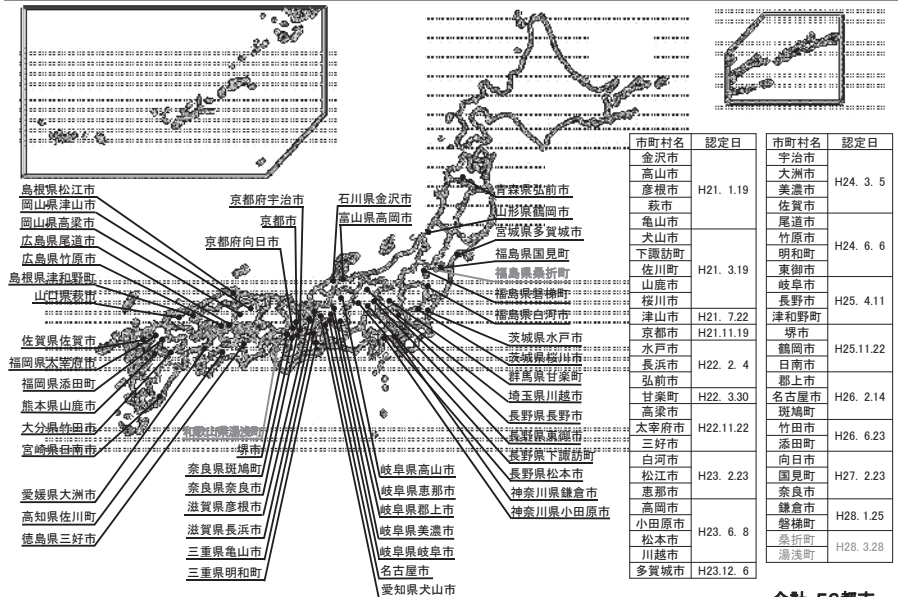 島根県松江市
岡山県津山市
岡山県高梁市
広島県尾道市
広島県竹原市
島根県津和野町
山口県萩市
佐賀県佐賀市
福岡県太宰府市
福岡県添田町
熊本県山鹿市
大分県竹田市
宮崎県日南市
愛媛県大洲市
高知県佐川町
徳島県三好市
京都府宇治市
京都市
京都府向日市
石川県金沢市
富山県高岡市
和歌山県湯浅町
堺市
奈良県斑鳩町
奈良県奈良市
滋賀県彦根市
滋賀県長浜市
三重県亀山市
三重県明和町
岐阜県高山市
岐阜県恵那市
岐阜県郡上市
岐阜県美濃市
岐阜県岐阜市
名古屋市
愛知県犬山市
青森県弘前市
山形県鶴岡市
宮城県多賀城市
福島県国見町
福島県桑折町
福島県磐梯町
福島県白河市
茨城県水戸市
茨城県桜川市
群馬県甘楽町
埼玉県川越市
長野県長野市
長野県東御市
長野県下諏訪町
長野県松本市
神奈川県鎌倉市
神奈川県小田原市
市町村名 認定日
金沢市
高山市
彦根市
萩市
H21. 1.19
亀山市
犬山市
下諏訪町
佐川町
山鹿市
桜川市
H21. 3.19
津山市 H21. 7.22
京都市 H21.11.19
水戸市
長浜市
弘前市
H22. 2. 4
甘楽町 H22. 3.30
高梁市
太宰府市
三好市
H22.11.22
白河市
松江市
恵那市
H23. 2.23
高岡市
小田原市
松本市
川越市
H23. 6. 8
多賀城市 H23.12. 6
市町村名 認定日
宇治市
大洲市
美濃市
佐賀市
H24. 3. 5
尾道市
竹原市
明和町
東御市
H24. 6. 6
岐阜市
長野市
津和野町
H25. 4.11
堺市
鶴岡市
日南市
H25.11.22
郡上市
名古屋市
斑鳩町
H26. 2.14
竹田市
添田町
H26. 6.23
向日市
国見町
奈良市
H27. 2.23
鎌倉市
磐梯町
H28. 1.25
桑折町
湯浅町
H28. 3.28